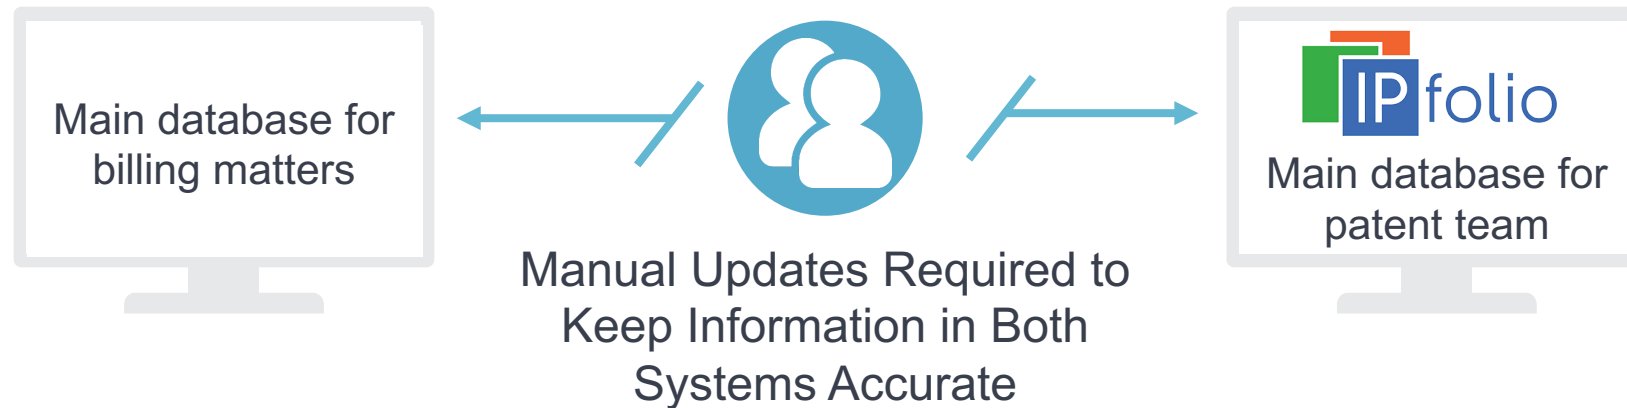 Main database for
billing matters
IPfolio
Main database for
patent team
Manual Updates Required to
Keep Information in Both
Systems Accurate